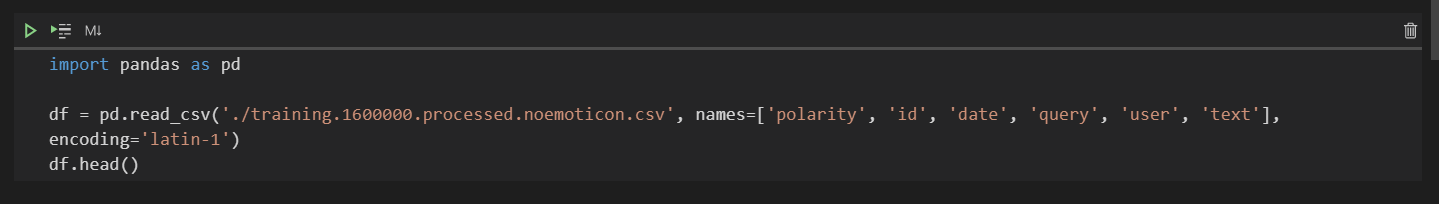 M↓
import pandas as pd
df = pd.read_csv('./training.1600000.processed.noemoticon.csv', names=['polarity', 'id', 'date', 'query', 'user', 'text'],
encoding='latin-1')
df.head()